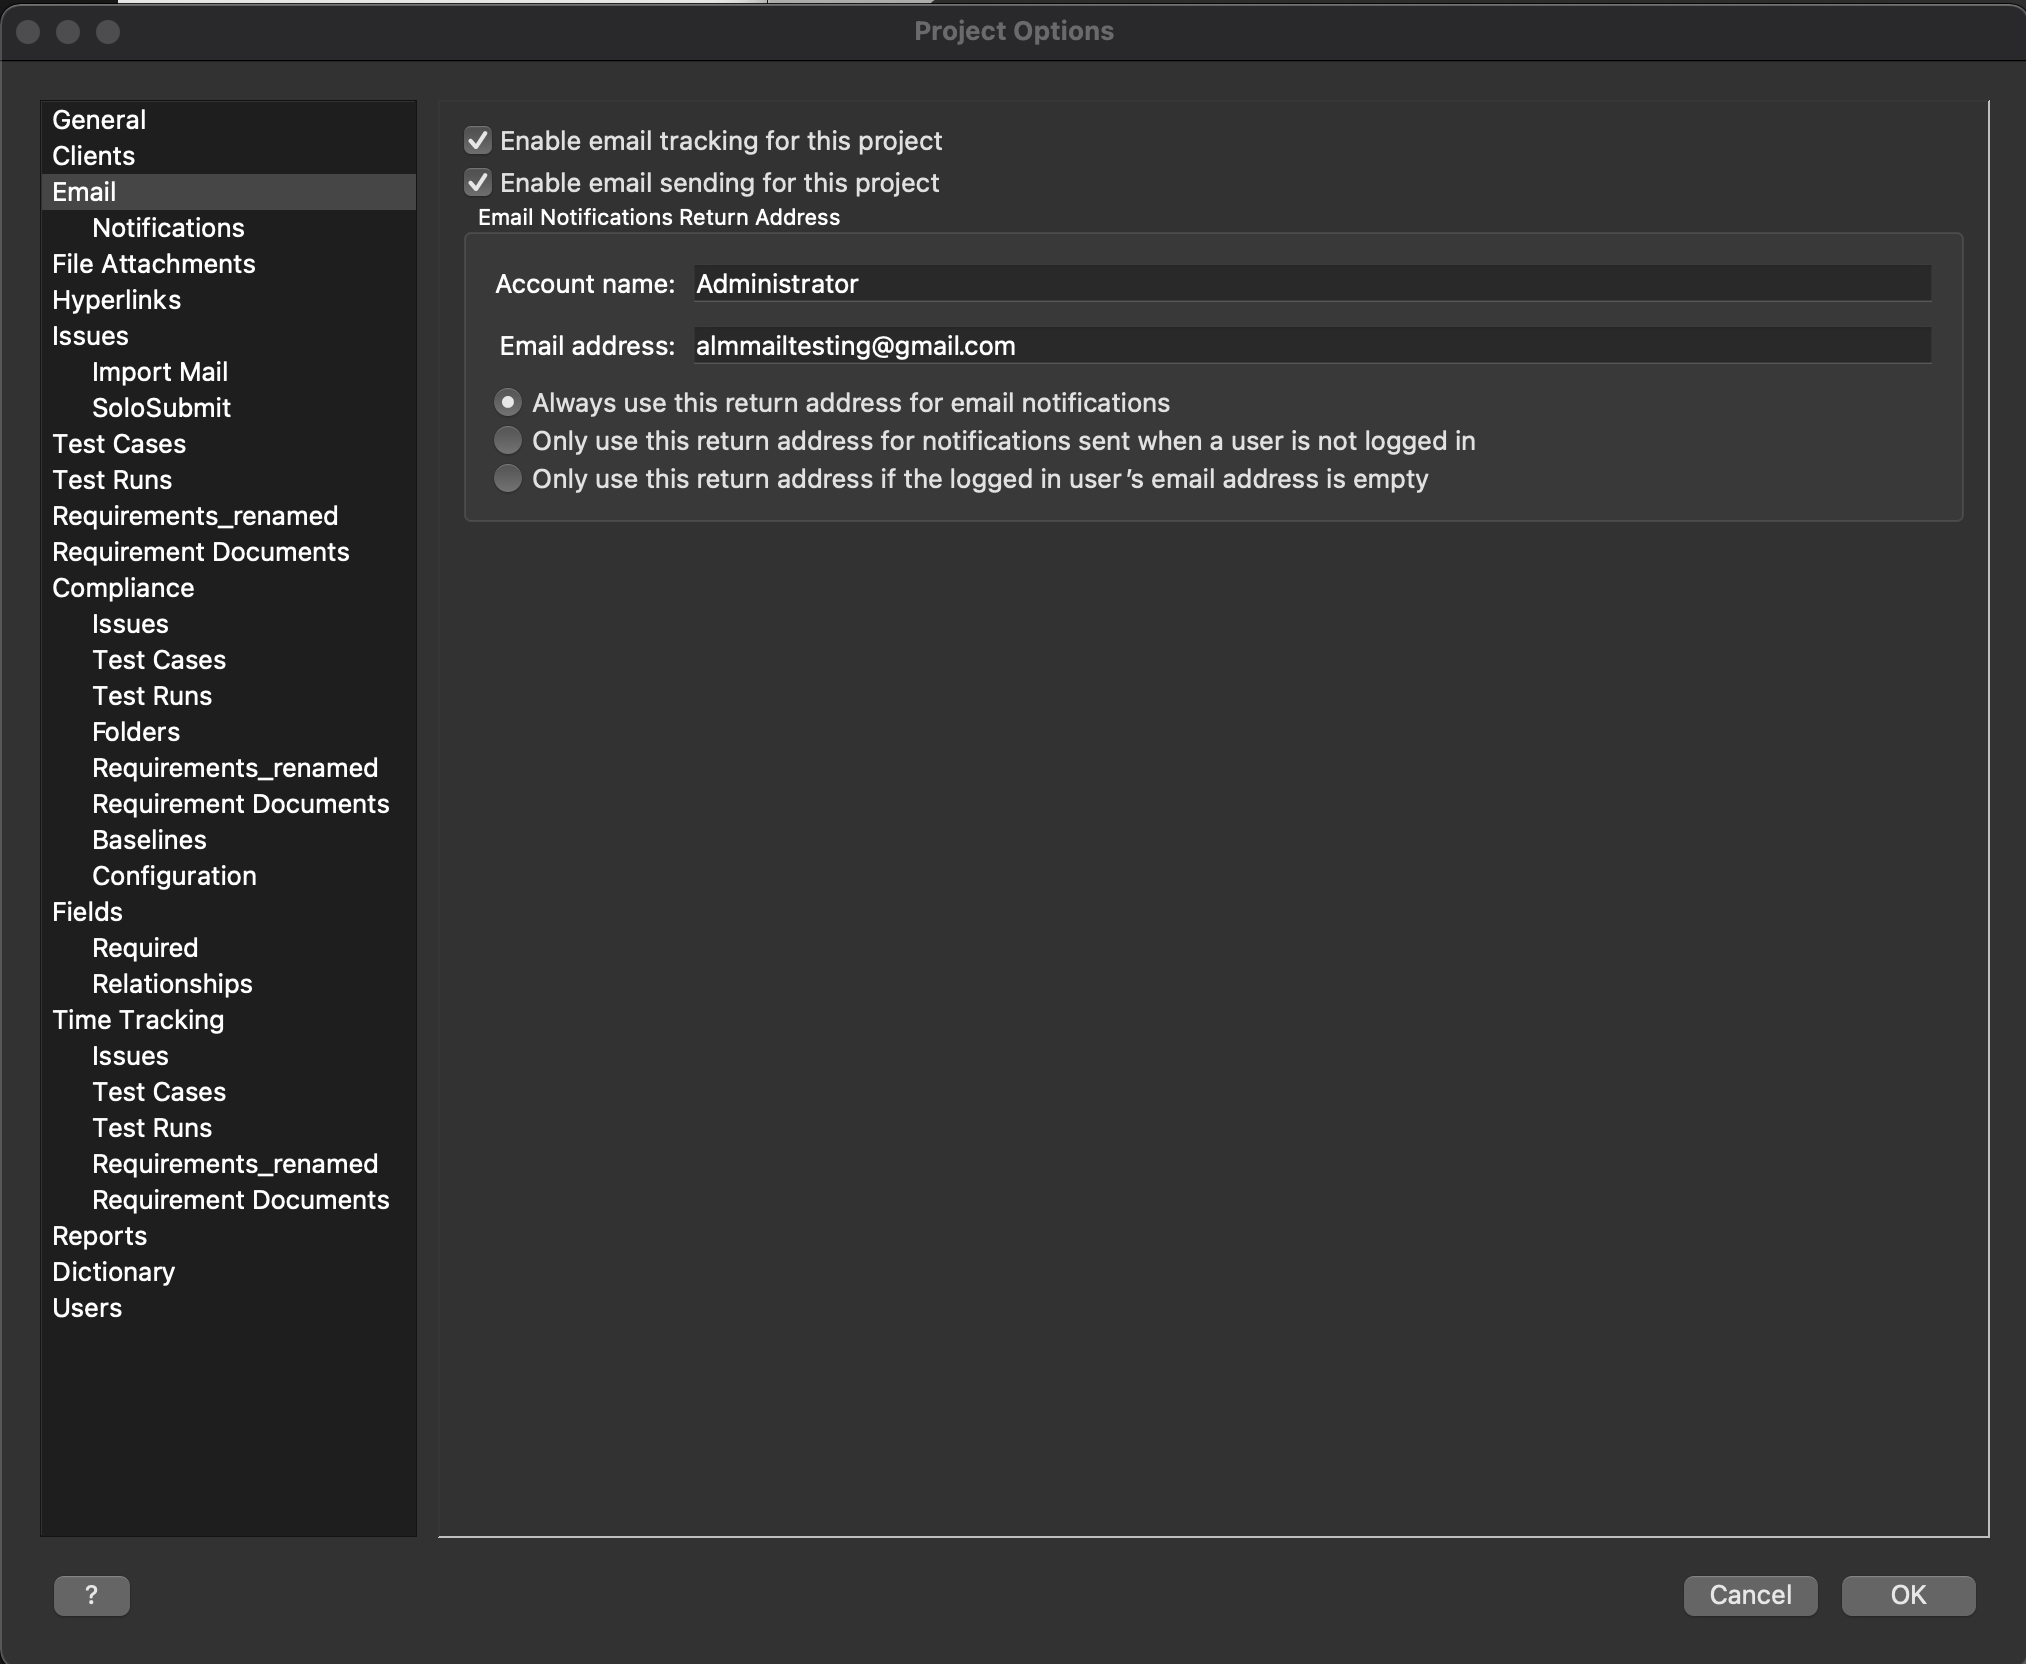 Project Options
General
Clients
Email
Notifications
File Attachments
Hyperlinks
Issues
Import Mail
SoloSubmit
Test Cases
Test Runs
Requirements_renamed
Requirement Documents
Compliance
Issues
Test Cases
Test Runs
Folders
Requirements_renamed
Requirement Documents
Baselines
Configuration
Fields
Required
Relationships
Time Tracking
Issues
Test Cases
Test Runs
Requirements_renamed
Requirement Documents
Reports
Dictionary
Users
Enable email tracking for this project
Enable email sending for this project
Email Notifications Return Address
Account name: Administrator
Email address: almmailtesting@gmail.com
Always use this return address for email notifications
Only use this return address for notifications sent when a user is not logged in
Only use this return address if the logged in user's email address is empty
?
Cancel
OK